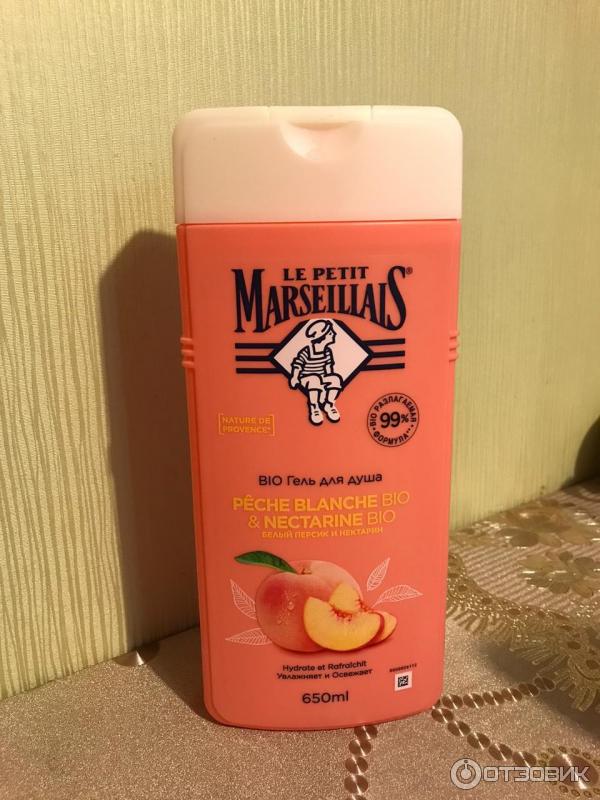 LE PETIT
MARSEILLAIS®
NATURE DE
PROVENCE*
BIO РАЗЛАГАЕМАЯ
99%
ФОРМУЛА**
BIO Гель для душа
PÊCHE BLANCHE BIO
& NECTARINE BIO
БЕЛЫЙ ПЕРСИК И НЕКТАРИН
Hydrate et Rafraîchit
Увлажняет и Освежает
650ml
ОТЗОВИК